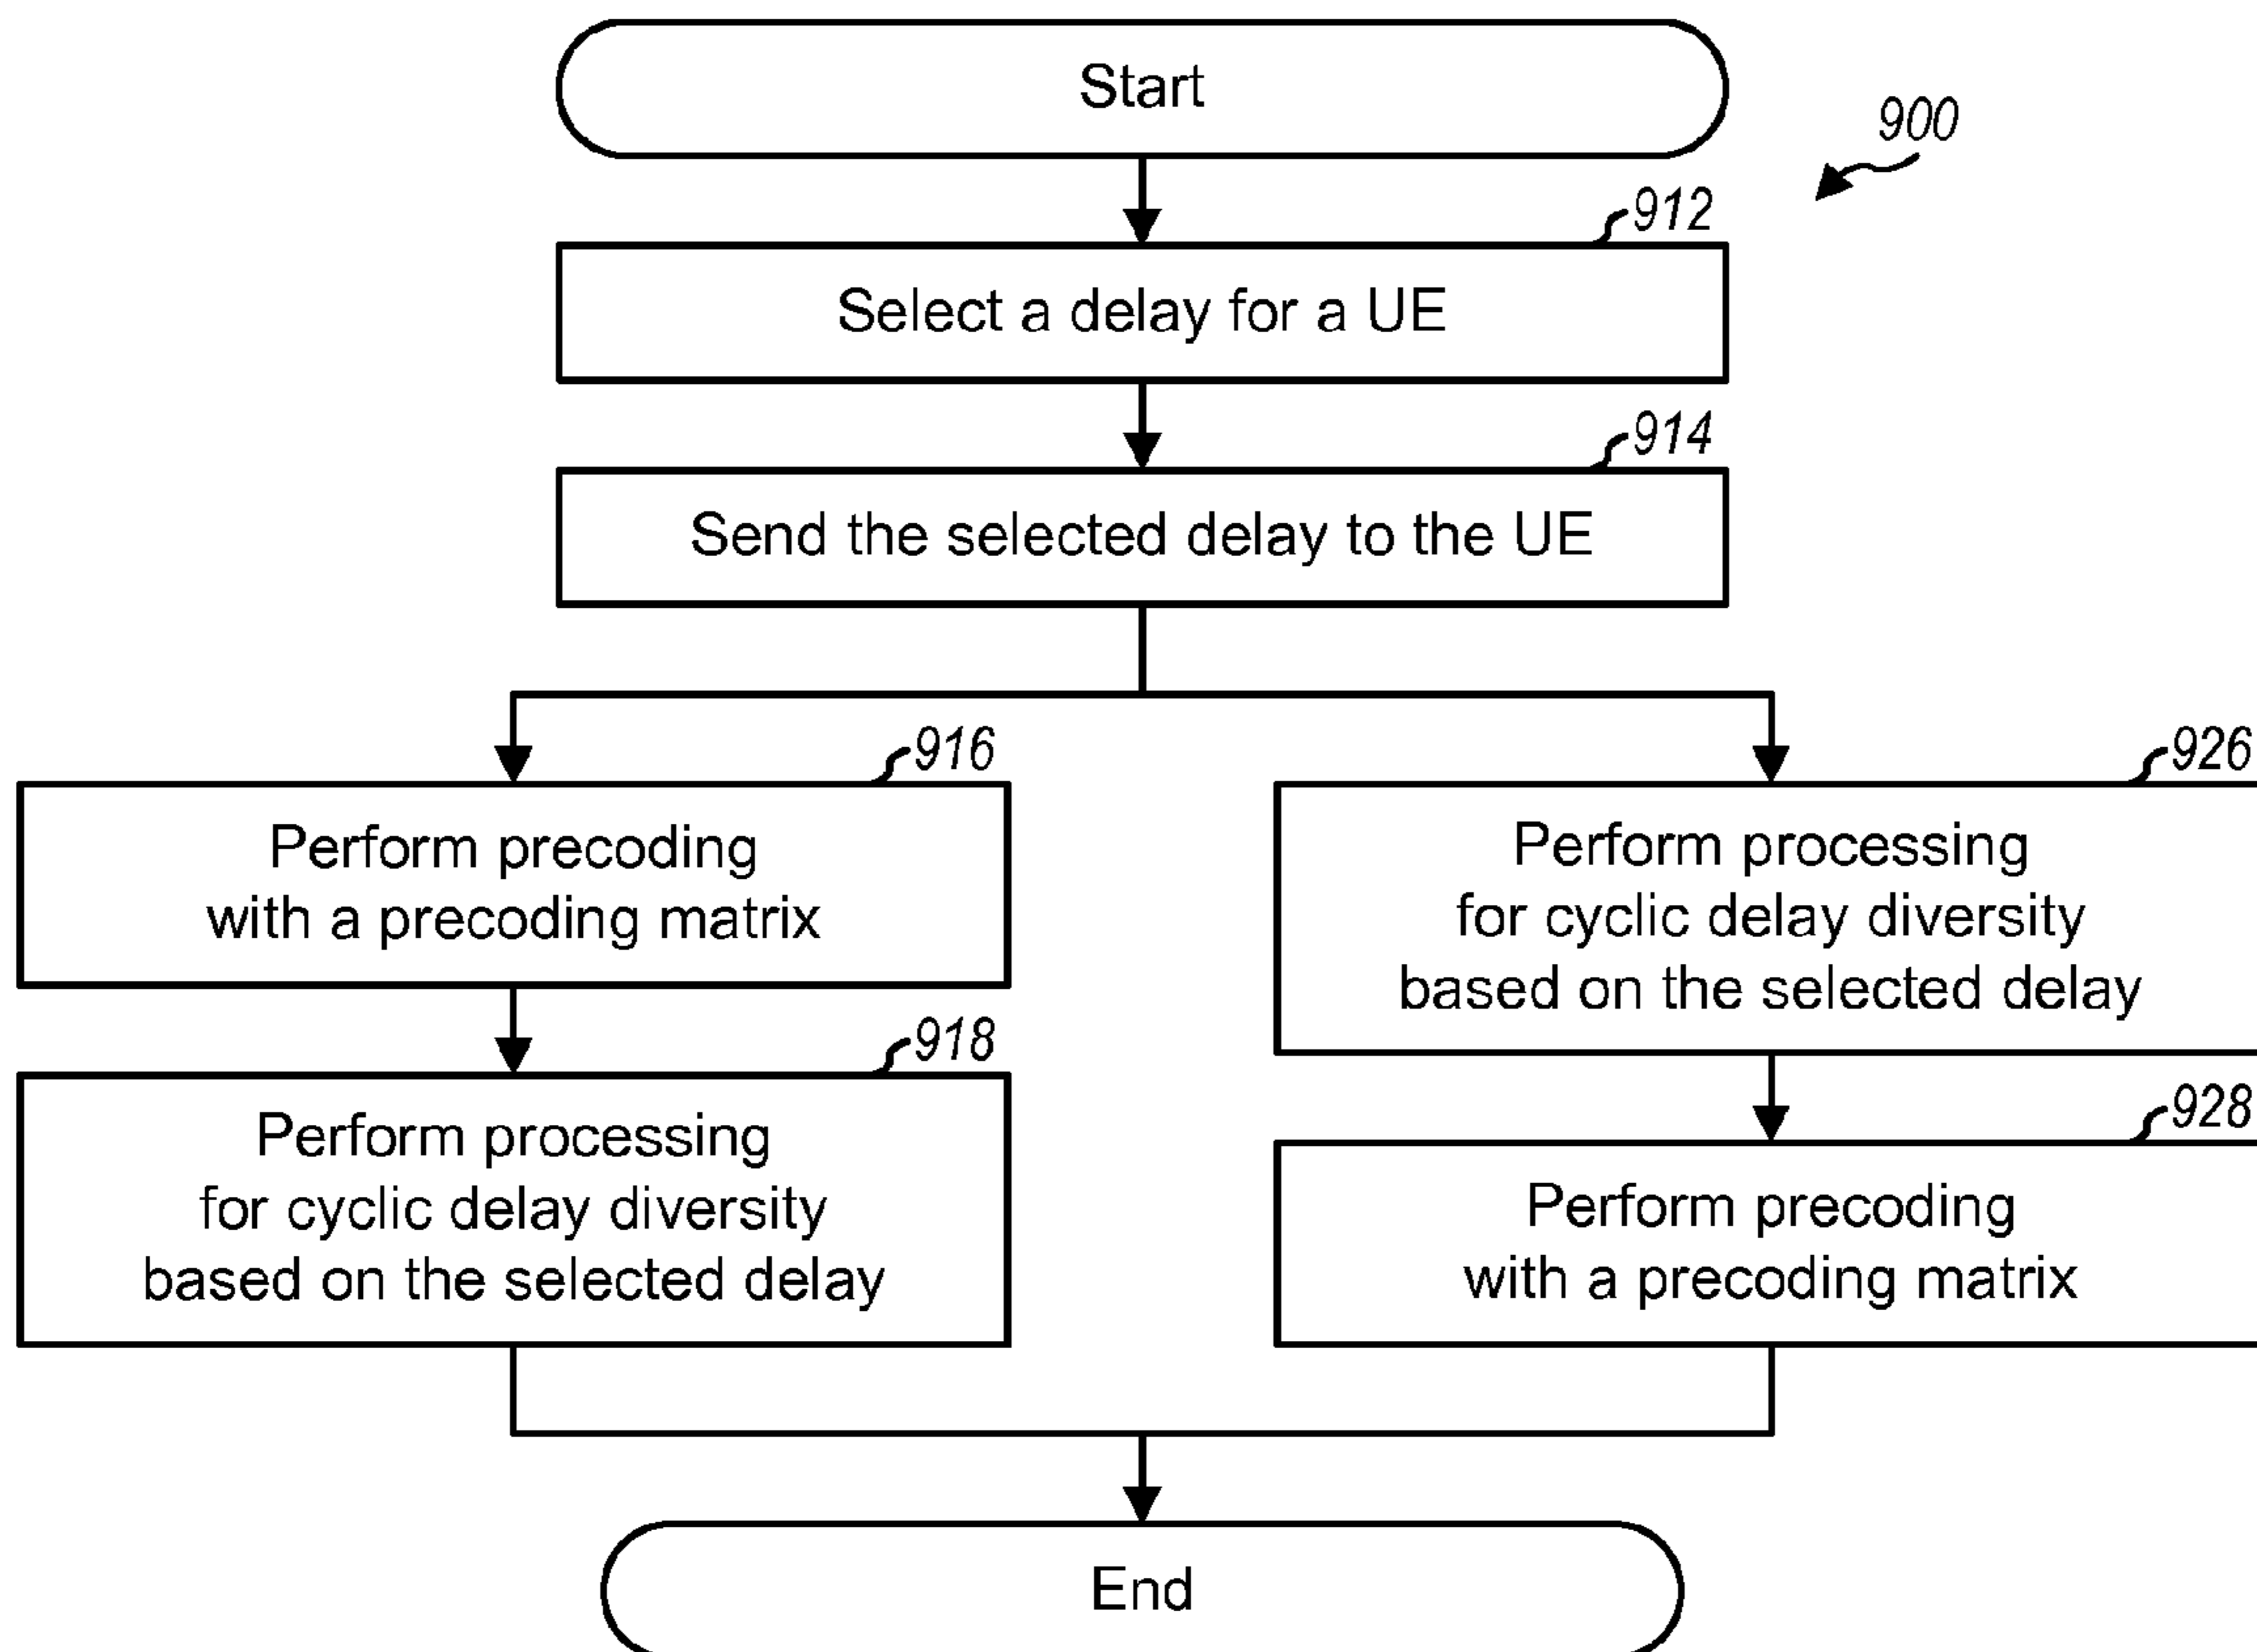 Start
900
912
Select a delay for a UE
914
Send the selected delay to the UE
916
Perform precoding
with a precoding matrix
918
Perform processing
for cyclic delay diversity
based on the selected delay
926
Perform processing
for cyclic delay diversity
based on the selected delay
928
Perform precoding
with a precoding matrix
End